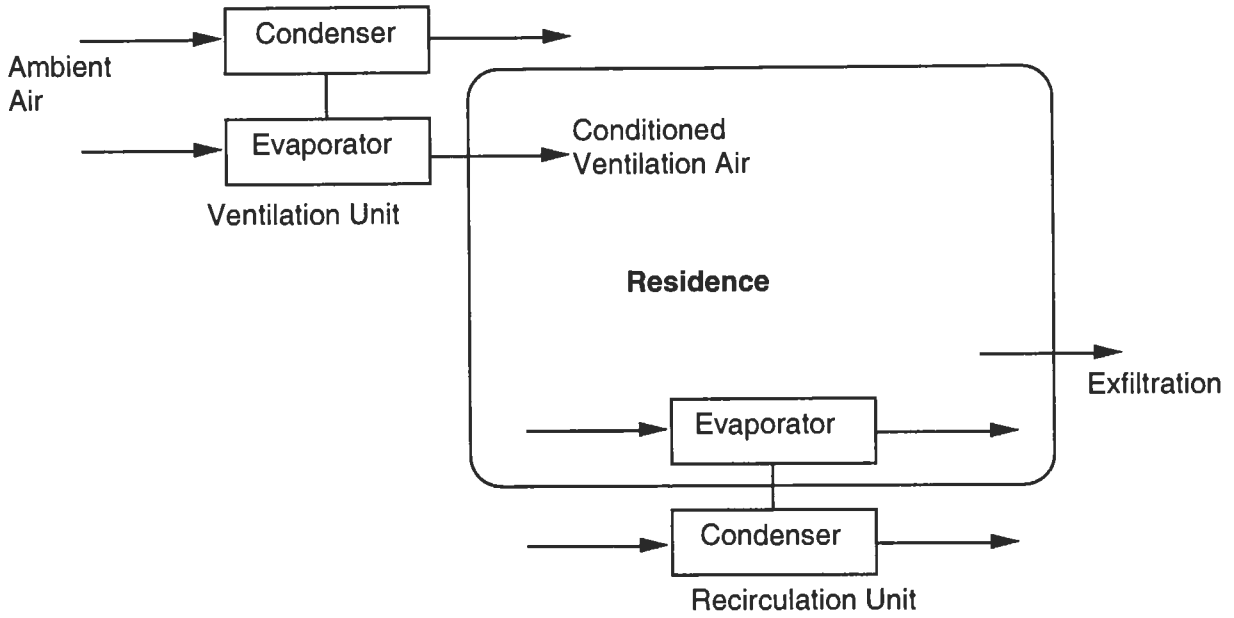 Condenser
Ambient
Air
Evaporator
Conditioned
Ventilation Air
Ventilation Unit
Residence
Exfiltration
Evaporator
Condenser
Recirculation Unit